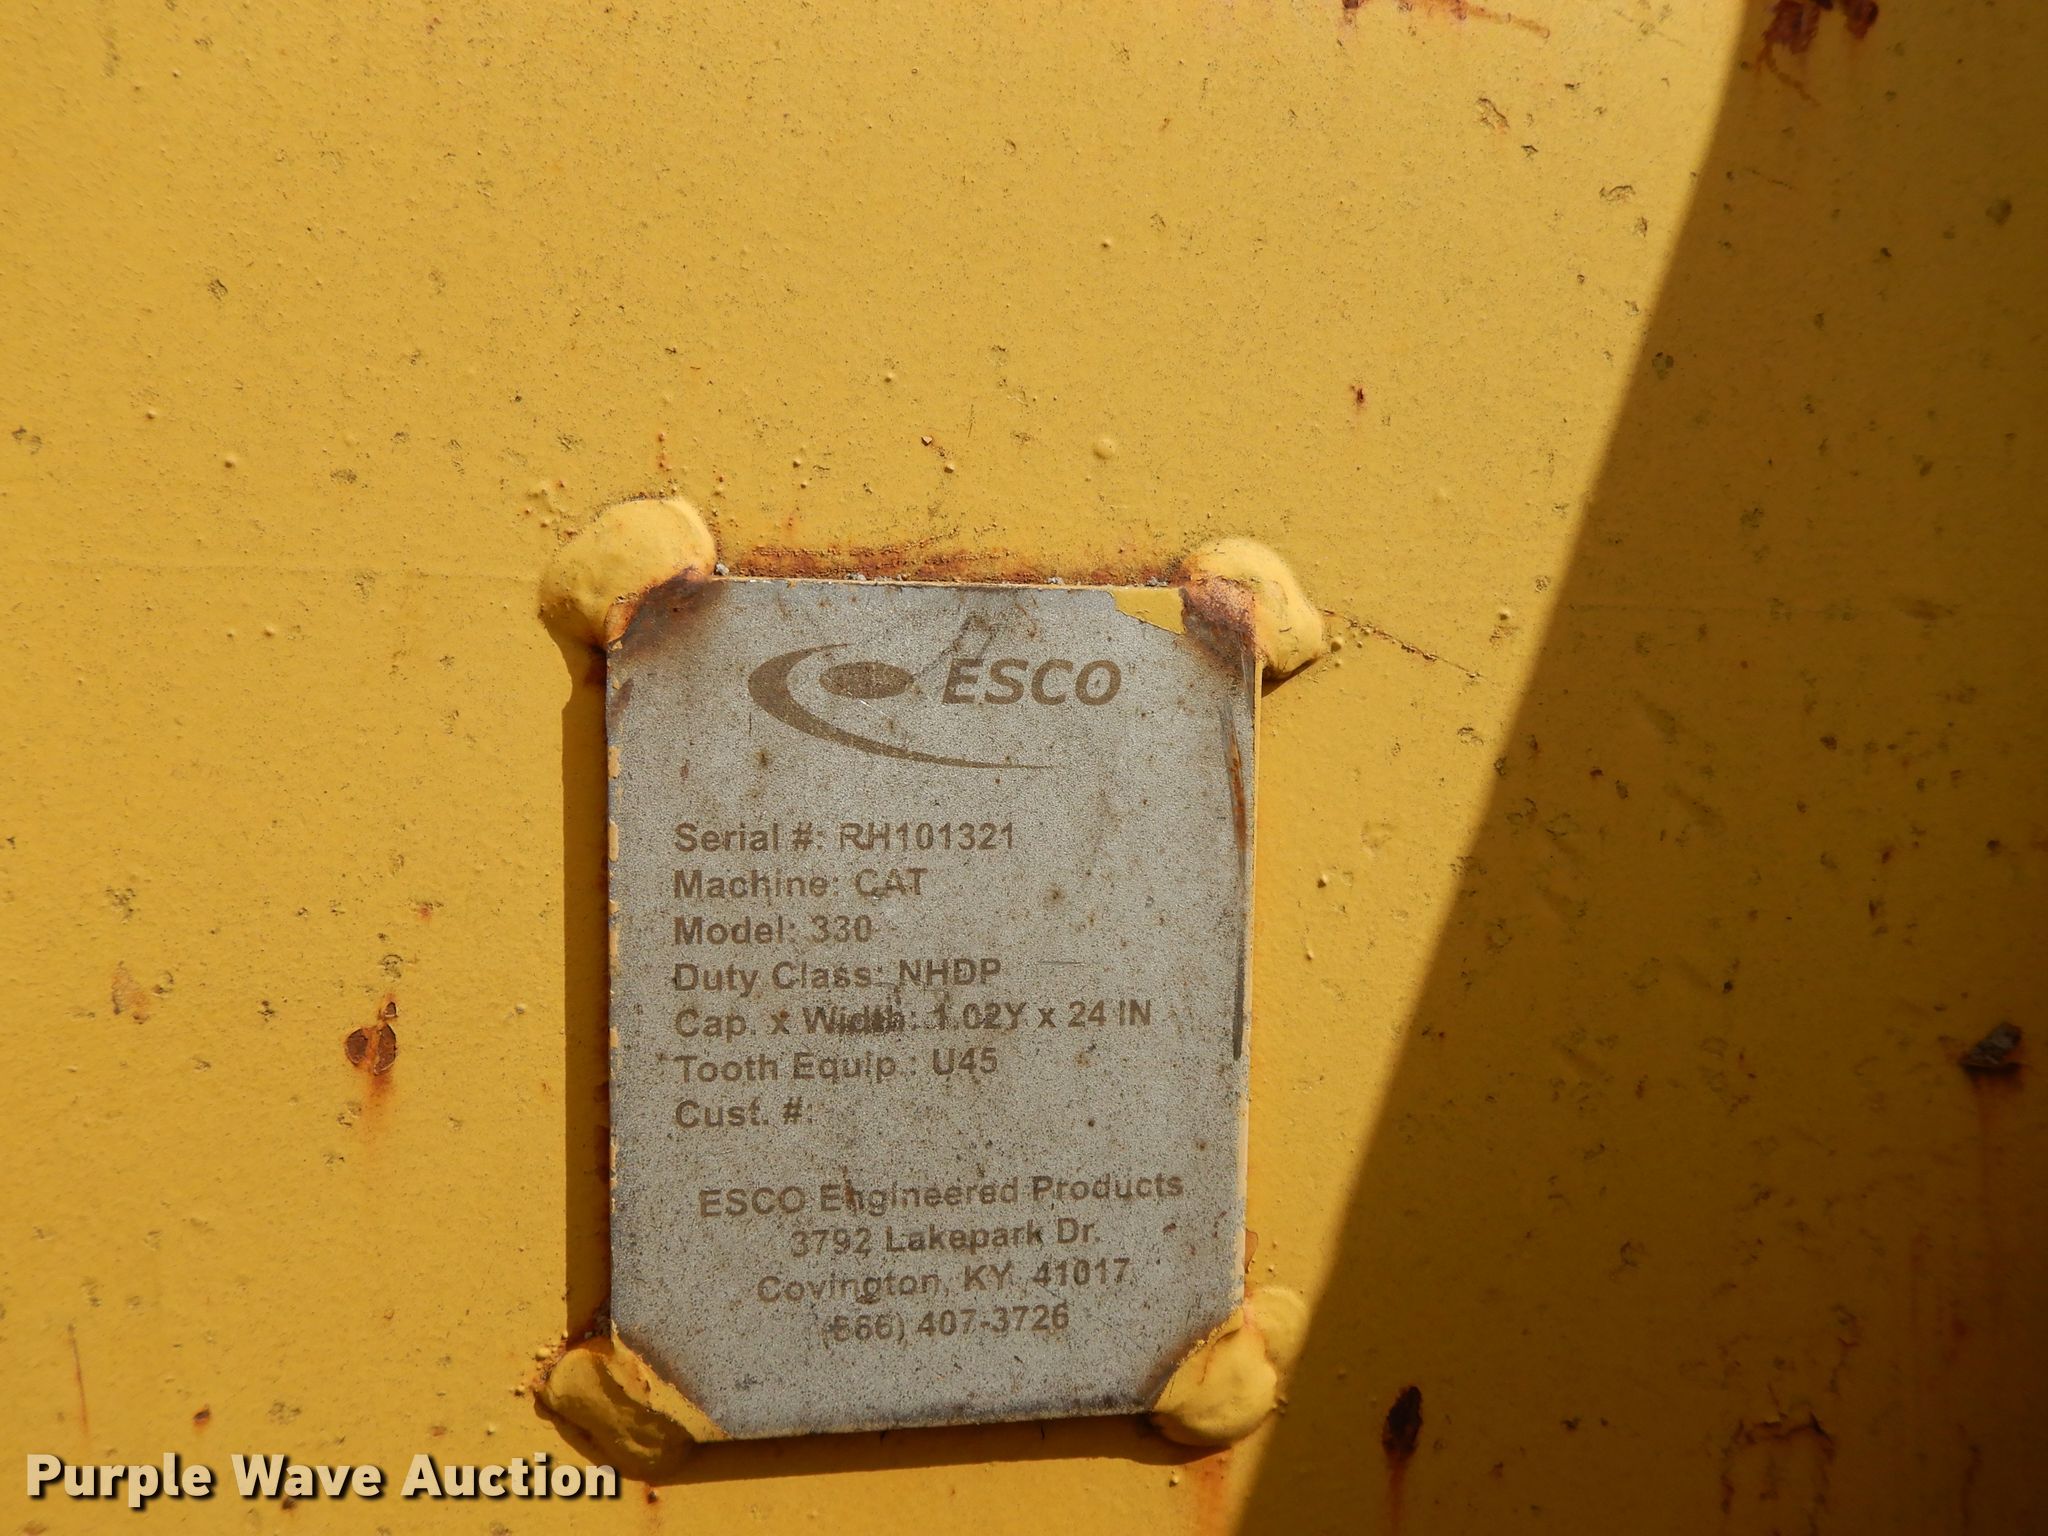 ESCO
Serial #: RH101321
Machine: CAT
Model: 330
Duty Class: NHDP
Cap. x Width: 1.02Y x 24 IN
Tooth Equip.: U45
Cust. #:
ESCO Engineered Products
3792 Lakepark Dr.
Covington, KY 41017
(866) 407-3726
Purple Wave Auction